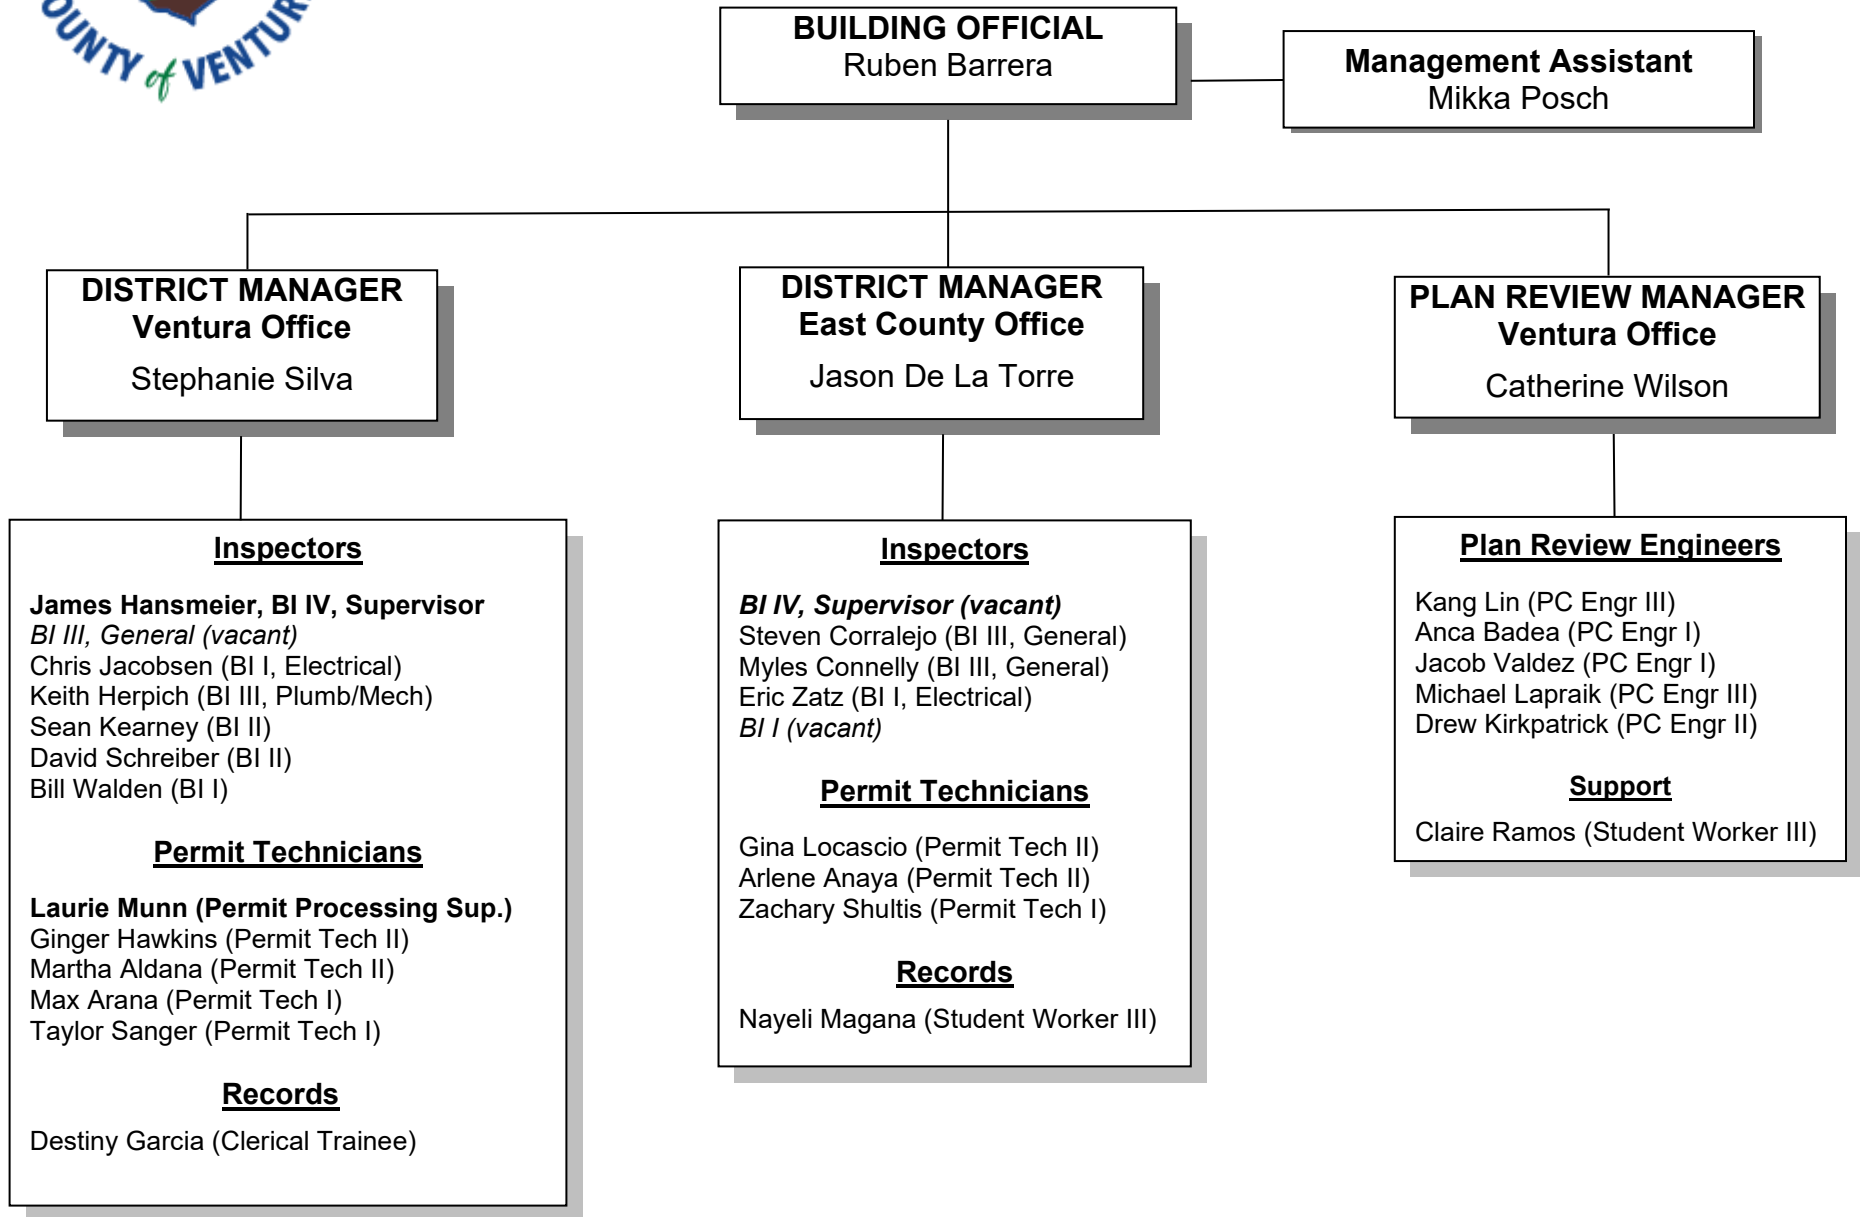 COUNTY of VENTUR
BUILDING OFFICIAL
Ruben Barrera
Management Assistant
Mikka Posch
DISTRICT MANAGER
Ventura Office
Stephanie Silva
DISTRICT MANAGER
East County Office
Jason De La Torre
PLAN REVIEW MANAGER
Ventura Office
Catherine Wilson
Inspectors
James Hansmeier, BI IV, Supervisor
BI III, General (vacant)
Chris Jacobsen (BI I, Electrical)
Keith Herpich (BI III, Plumb/Mech)
Sean Kearney (BI II)
David Schreiber (BI II)
Bill Walden (BI I)
Permit Technicians
Laurie Munn (Permit Processing Sup.)
Ginger Hawkins (Permit Tech II)
Martha Aldana (Permit Tech II)
Max Arana (Permit Tech I)
Taylor Sanger (Permit Tech I)
Records
Destiny Garcia (Clerical Trainee)
Inspectors
BI IV, Supervisor (vacant)
Steven Corralejo (BI III, General)
Myles Connelly (BI III, General)
Eric Zatz (BI I, Electrical)
BI I (vacant)
Permit Technicians
Gina Locascio (Permit Tech II)
Arlene Anaya (Permit Tech II)
Zachary Shultis (Permit Tech I)
Records
Nayeli Magana (Student Worker III)
Plan Review Engineers
Kang Lin (PC Engr III)
Anca Badea (PC Engr I)
Jacob Valdez (PC Engr I)
Michael Lapraik (PC Engr III)
Drew Kirkpatrick (PC Engr II)
Support
Claire Ramos (Student Worker III)